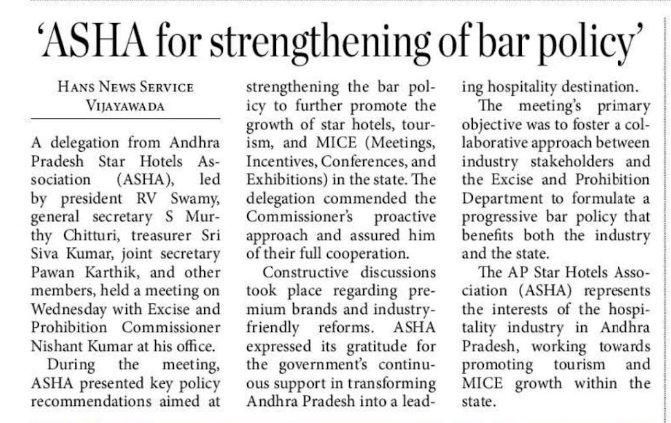 ‘ASHA for strengthening of bar policy’
HANS NEWS SERVICE
VIJAYAWADA
A delegation from Andhra
Pradesh Star Hotels As-
sociation (ASHA), led
by president RV Swamy,
general secretary S Mur-
thy Chitturi, treasurer Sri
Siva Kumar, joint secretary
Pawan Karthik, and other
members, held a meeting on
Wednesday with Excise and
Prohibition Commissioner
Nishant Kumar at his office.
During the meeting,
ASHA presented key policy
recommendations aimed at
strengthening the bar pol-
icy to further promote the
growth of star hotels, tour-
ism, and MICE (Meetings,
Incentives, Conferences, and
Exhibitions) in the state. The
delegation commended the
Commissioner’s proactive
approach and assured him
of their full cooperation.
Constructive discussions
took place regarding pre-
mium brands and industry-
friendly reforms. ASHA
expressed its gratitude for
the government’s continu-
ous support in transforming
Andhra Pradesh into a lead-
ing hospitality destination.
The meeting’s primary
objective was to foster a col-
laborative approach between
industry stakeholders and
the Excise and Prohibition
Department to formulate a
progressive bar policy that
benefits both the industry
and the state.
The AP Star Hotels Asso-
ciation (ASHA) represents
the interests of the hospi-
tality industry in Andhra
Pradesh, working towards
promoting tourism and
MICE growth within the
state.